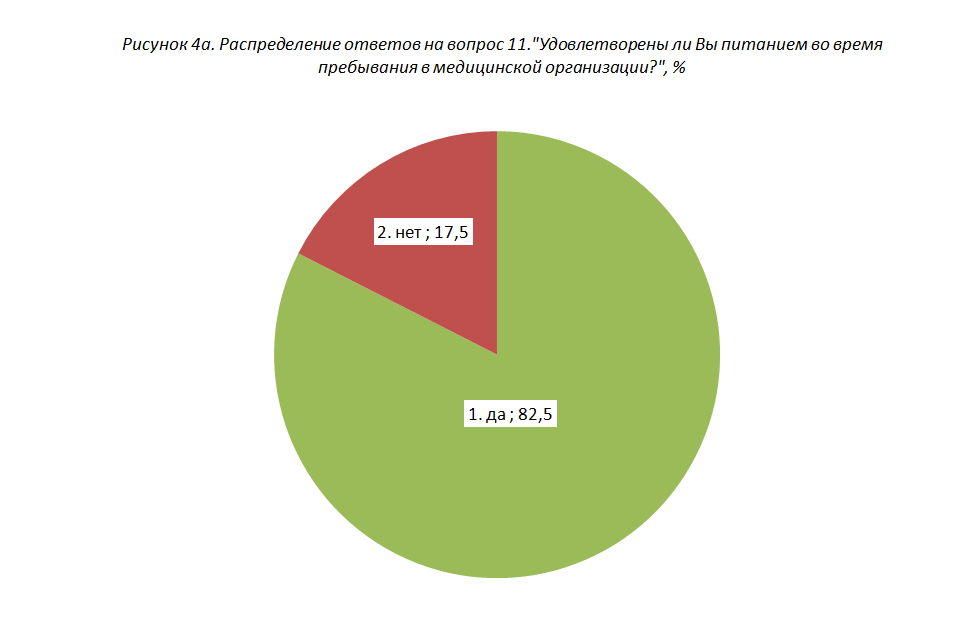 Рисунок 4а. Распределение ответов на вопрос 11."Удовлетворены ли Вы питанием во время
пребывания в медицинской организации?", %
2. нет ; 17,5
1. да ; 82,5